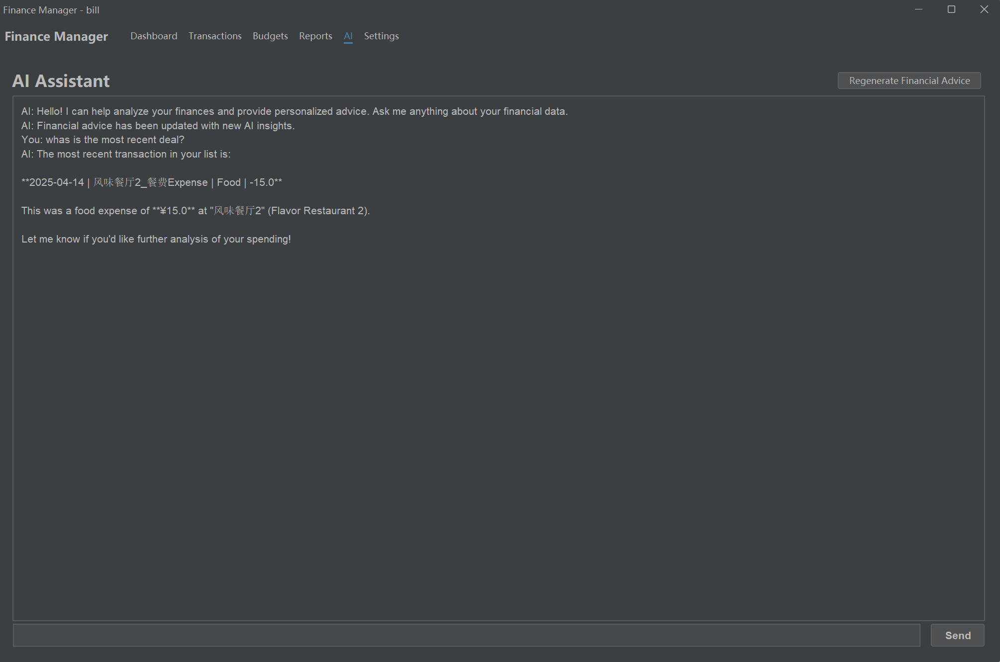 Finance Manager - bill
Finance Manager Dashboard Transactions Budgets Reports AI Settings
AI Assistant
Regenerate Financial Advice
AI: Hello! I can help analyze your finances and provide personalized advice. Ask me anything about your financial data.
AI: Financial advice has been updated with new AI insights.
You: whas is the most recent deal?
AI: The most recent transaction in your list is:
**2025-04-14 | 风味餐厅2_餐费Expense | Food | -15.0**
This was a food expense of **¥15.0** at "风味餐厅2" (Flavor Restaurant 2).
Let me know if you'd like further analysis of your spending!
Send